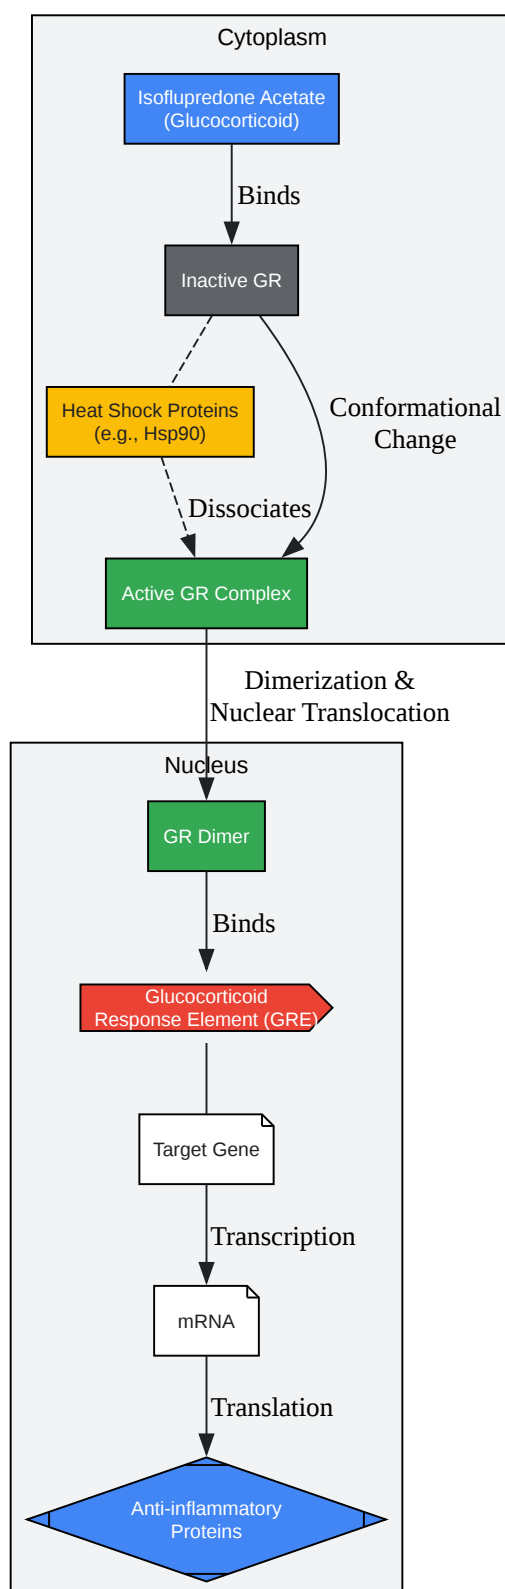 Cytoplasm
Isoflupredone Acetate
(Glucocorticoid)
Binds
Inactive GR
Heat Shock Proteins
(e.g., Hsp90)
Conformational
Change
Dissociates
Active GR Complex
Dimerization &
Nuclear Translocation
Nucleus
GR Dimer
Binds
Glucocorticoid
Response Element (GRE)
Target Gene
Transcription
mRNA
Translation
Anti-inflammatory
Proteins